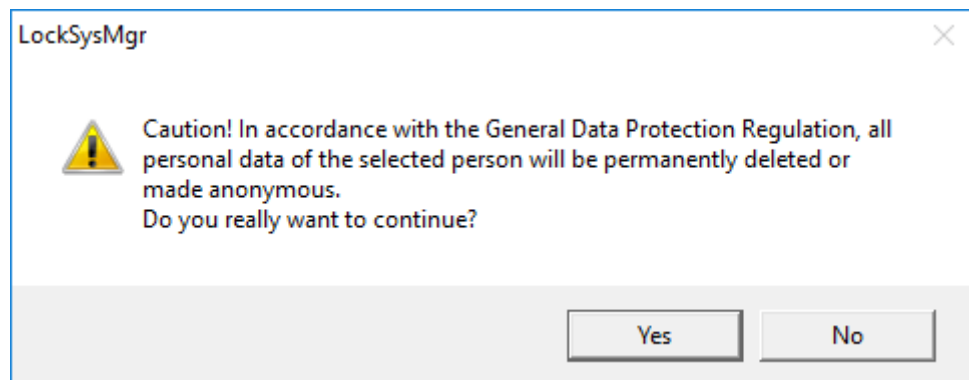 LockSysMgr
Caution! In accordance with the General Data Protection Regulation, all
personal data of the selected person will be permanently deleted or
made anonymous.
Do you really want to continue?
Yes
No